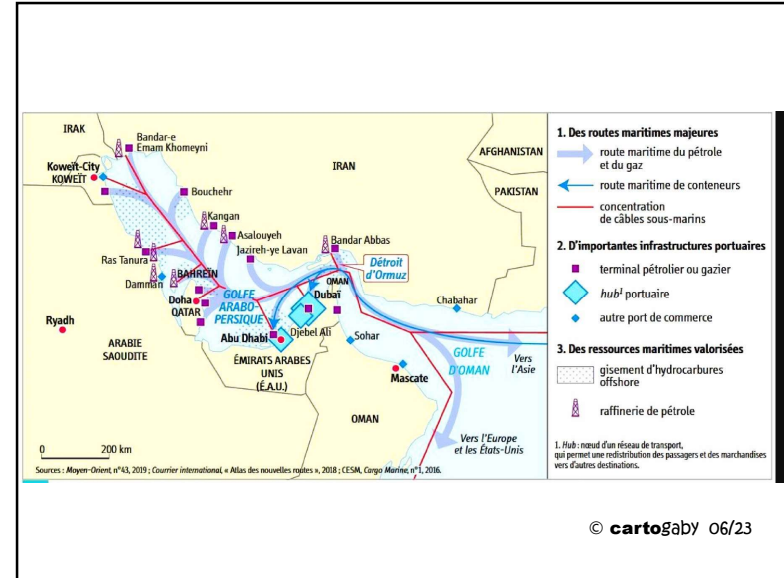 IRAK
Bandar-e
Emam Khomeyni
Koweït-City
KOWEÏT
Bouchehr
IRAN
AFGHANISTAN
PAKISTAN
Kangan
Asalouyeh
Jazireh-ye Lavan
Bandar Abbas
Ras Tanura
Détroit
d'Ormuz
BAHREÏN
Damman
OMAN
Doha
QATAR
GOLFE
ARABO-
PERSIQUE
Dubaï
Chabahar
Riyadh
Abu Dhabi
Djebel Ali
Sohar
ARABIE
SAOUDITE
ÉMIRATS ARABES
UNIS
(É.A.U.)
GOLFE
D'OMAN
Vers
l'Asie
Mascate
OMAN
Vers l'Europe
et les États-Unis
0 200 km
Sources : Moyen-Orient, n°43, 2019 ; Courrier international, « Atlas des nouvelles routes », 2018 ; CESM, Cargo Marine, n°1, 2016.
1. Des routes maritimes majeures
route maritime du pétrole
et du gaz
route maritime de conteneurs
concentration
de câbles sous-marins
2. D'importantes infrastructures portuaires
terminal pétrolier ou gazier
hub¹ portuaire
autre port de commerce
3. Des ressources maritimes valorisées
gisement d'hydrocarbures
offshore
raffinerie de pétrole
1. Hub : nœud d'un réseau de transport,
qui permet une redistribution des passagers et des marchandises
vers d'autres destinations.
© cartogaby 06/23